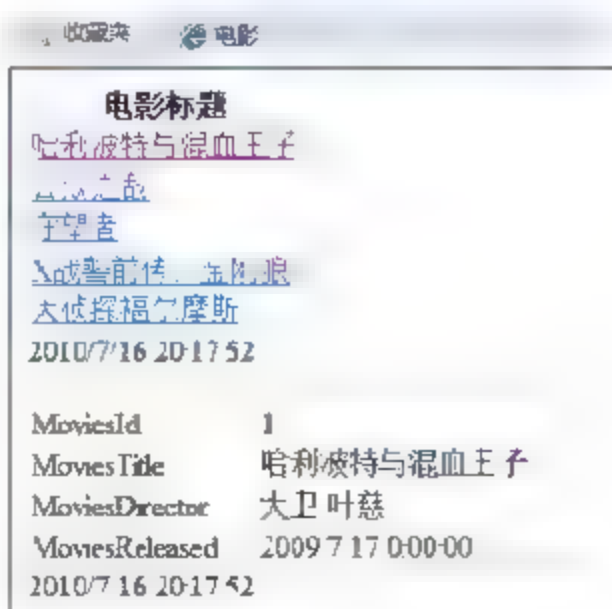 收藏夹 电影
电影标题
哈利波特与混血王子
之敌
守望者
X战警前传 金刚狼
大侦探福尔摩斯
2010/7/16 20:17:52
MoviesId 1
MoviesTitle 哈利波特与混血王子
MoviesDirector 大卫 叶慈
MoviesReleased 2009 7 17 0:00:00
2010/7 16 20:17:52